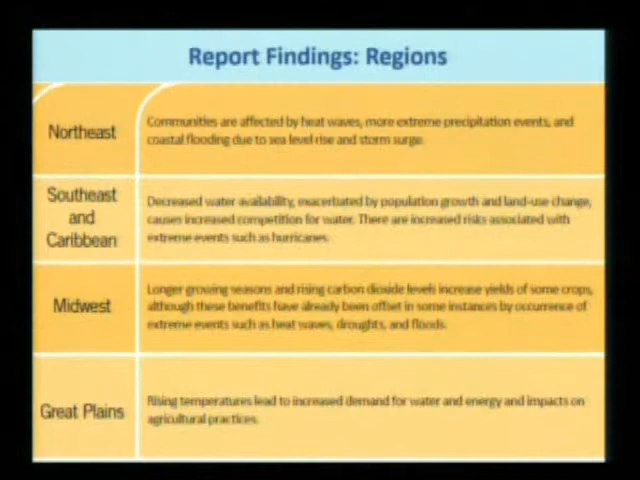 Report Findings: Regions
Northeast
Communities are affected by heat waves, more extreme precipitation events, and
coastal flooding due to sea level rise and storm surge.
Southeast
and
Caribbean
Decreased water availability, exacerbated by population growth and land-use change,
causes increased competition for water. There are increased risks associated with
extreme events such as hurricanes.
Midwest
Longer growing seasons and rising carbon dioxide levels increase yields of some crops,
although these benefits have already been offset in some instances by occurrence of
extreme events such as heat waves, droughts, and floods.
Great Plains
Rising temperatures lead to increased demand for water and energy and impacts on
agricultural practices.